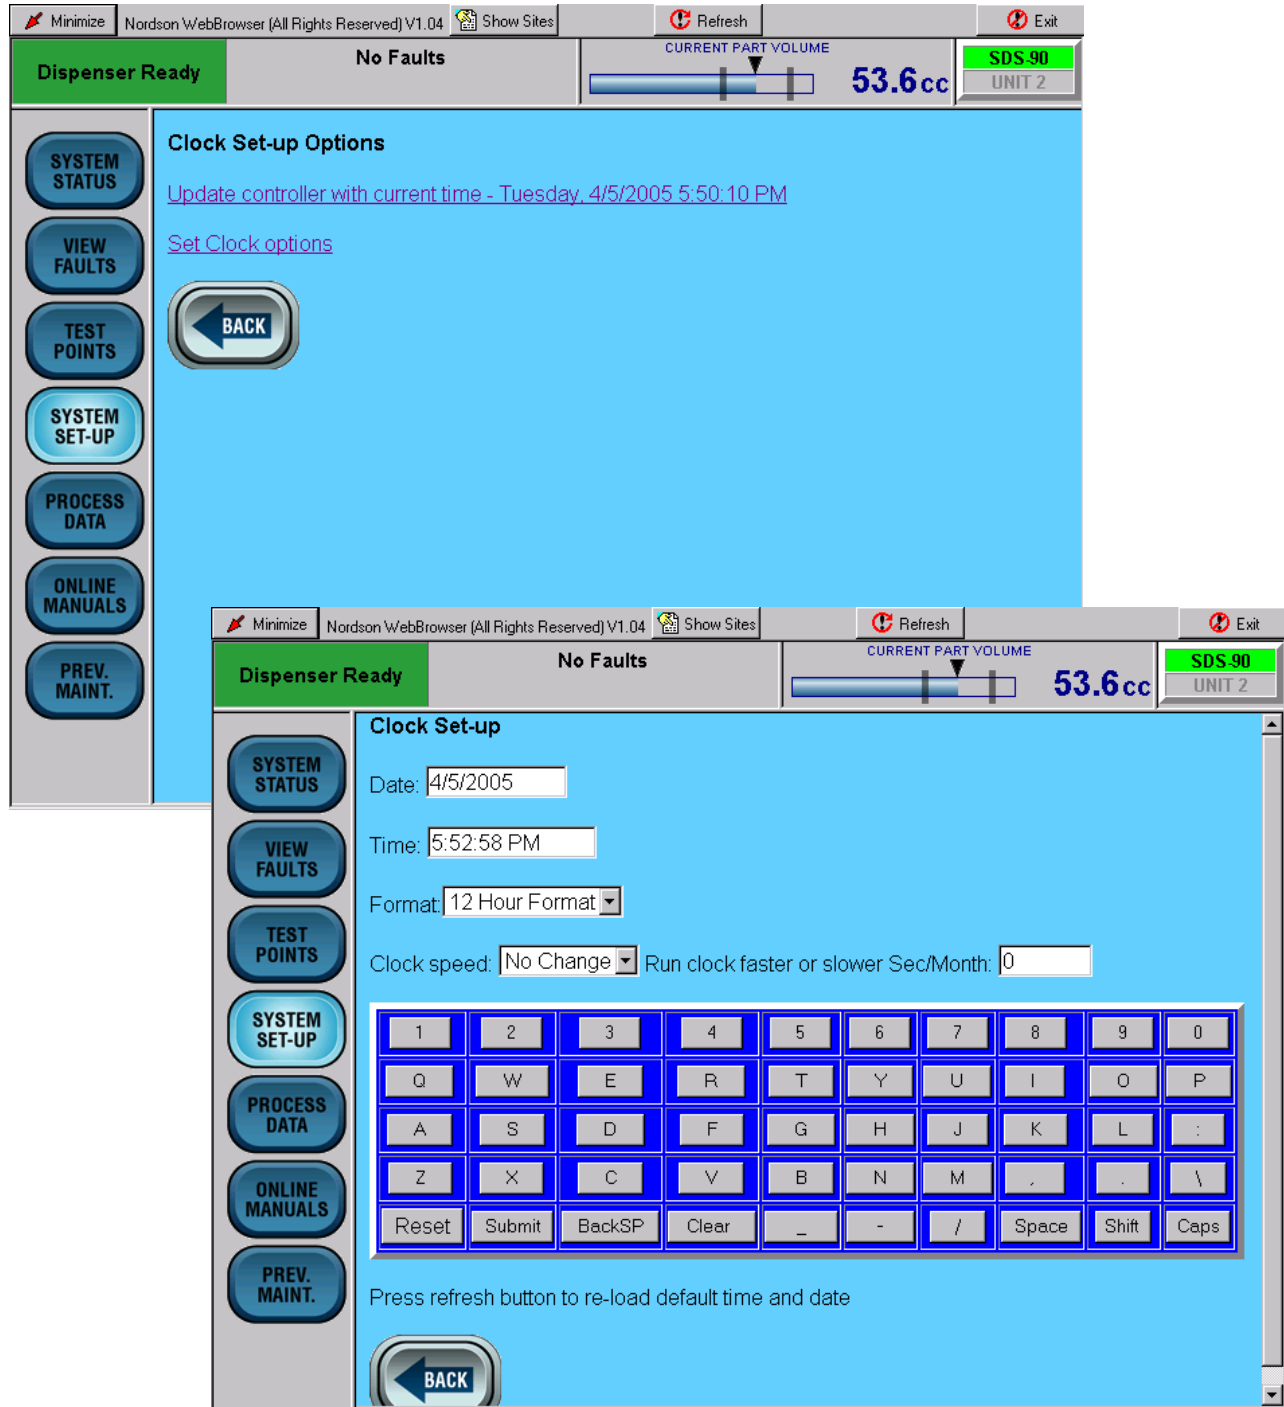 Minimize Nordson WebBrowser (All Rights Reserved) V1.04 Show Sites Refresh Exit
Dispenser Ready
No Faults
CURRENT PART VOLUME
53.6 cc
SDS-90
UNIT 2
SYSTEM
STATUS
VIEW
FAULTS
TEST
POINTS
SYSTEM
SET-UP
PROCESS
DATA
ONLINE
MANUALS
PREV.
MAINT.
Clock Set-up Options
Update controller with current time - Tuesday, 4/5/2005 5:50:10 PM
Set Clock options
BACK
Minimize Nordson WebBrowser (All Rights Reserved) V1.04 Show Sites Refresh Exit
Dispenser Ready
No Faults
CURRENT PART VOLUME
53.6 cc
SDS-90
UNIT 2
SYSTEM
STATUS
VIEW
FAULTS
TEST
POINTS
SYSTEM
SET-UP
PROCESS
DATA
ONLINE
MANUALS
PREV.
MAINT.
Clock Set-up
Date: 4/5/2005
Time: 5:52:58 PM
Format: 12 Hour Format
Clock speed: No Change Run clock faster or slower Sec/Month: 0
1 2 3 4 5 6 7 8 9 0
Q W E R T Y U I O P
A S D F G H J K L :
Z X C V B N M , . \
Reset Submit BackSP Clear _ - / Space Shift Caps
Press refresh button to re-load default time and date
BACK